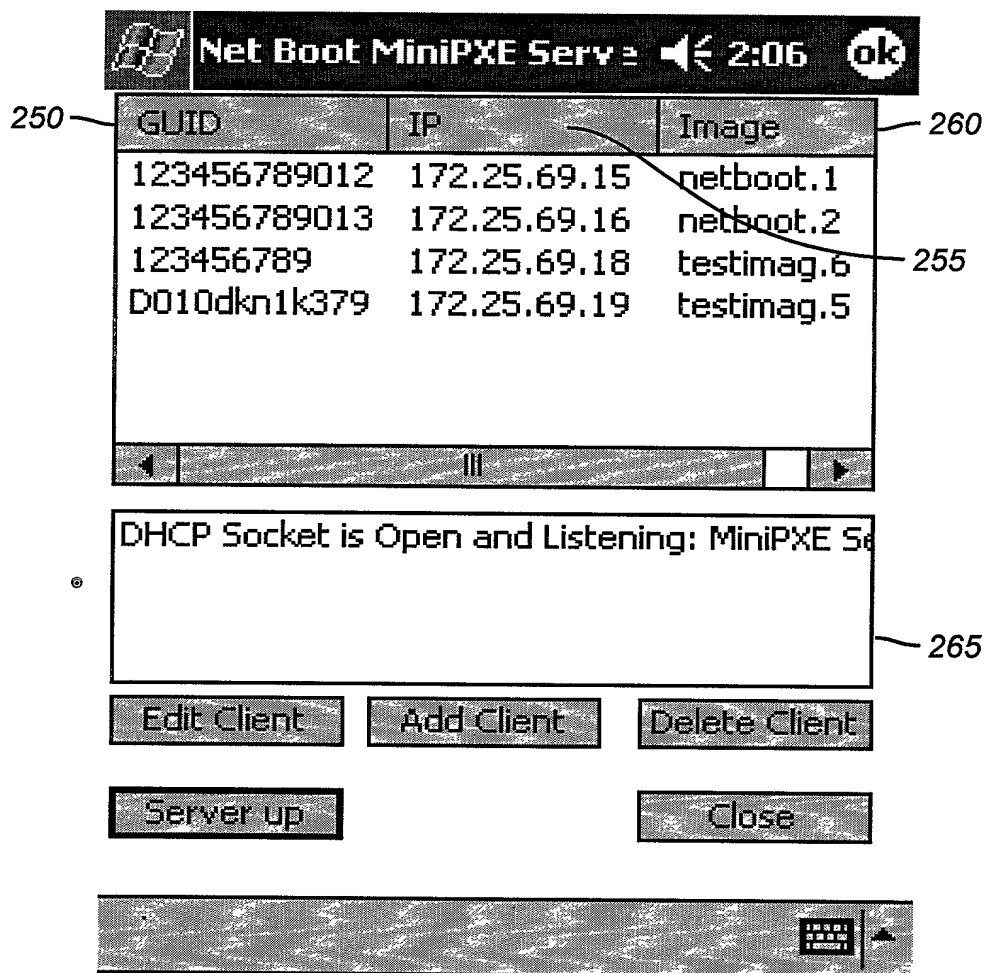 Net Boot MiniPXE Serve 2:06 ok
250 GUID IP Image 260
123456789012 172.25.69.15 netboot.1
123456789013 172.25.69.16 netboot.2
123456789 172.25.69.18 testimag.6 255
D010dkn1k379 172.25.69.19 testimag.5
DHCP Socket is Open and Listening: MiniPXE Se
265
Edit Client Add Client Delete Client
Server up Close